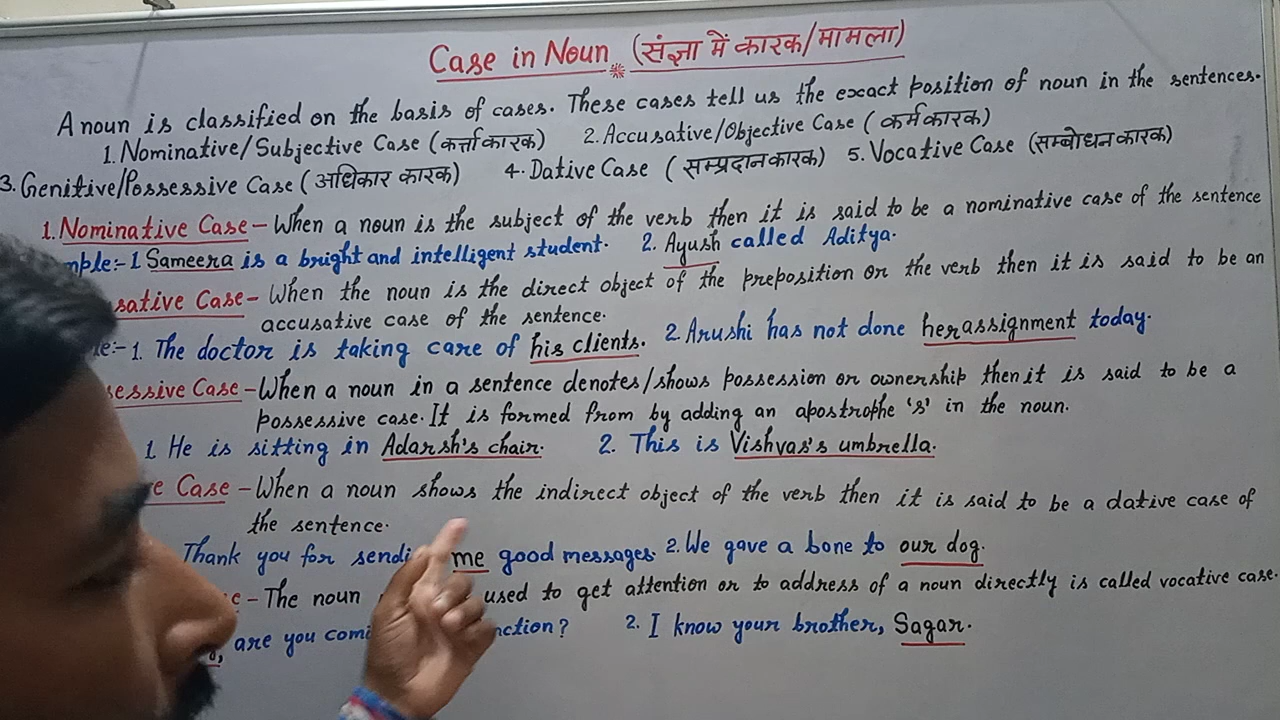 Case in Noun (संज्ञा में कारक/मामला)
A noun is classified on the basis of cases. These cases tell us the exact position of noun in the sentences.
1. Nominative/Subjective Case (कर्त्ता कारक) 2. Accusative/Objective Case (कर्म कारक)
3. Genitive/Possessive Case (अधिकार कारक) 4. Dative Case (सम्प्रदान कारक) 5. Vocative Case (सम्बोधन कारक)
1. Nominative Case - When a noun is the subject of the verb then it is said to be a nominative case of the sentence
mple:- 1 Sameera is a bright and intelligent student. 2. Ayush called Aditya.
sative Case - When the noun is the direct object of the preposition or the verb then it is said to be an
accusative case of the sentence.
le:- 1. The doctor is taking care of his clients. 2. Arushi has not done her assignment today.
sessive Case - When a noun in a sentence denotes/shows possession or ownership then it is said to be a
possessive case. It is formed from by adding an apostrophe 's' in the noun.
1. He is sitting in Adarsh's chair. 2. This is Vishvas's umbrella.
e Case - When a noun shows the indirect object of the verb then it is said to be a dative case of
the sentence.
Thank you for sendi me good messages. 2. We gave a bone to our dog.
e - The noun used to get attention or to address of a noun directly is called vocative case.
, are you comi nction? 2. I know your brother, Sagar.